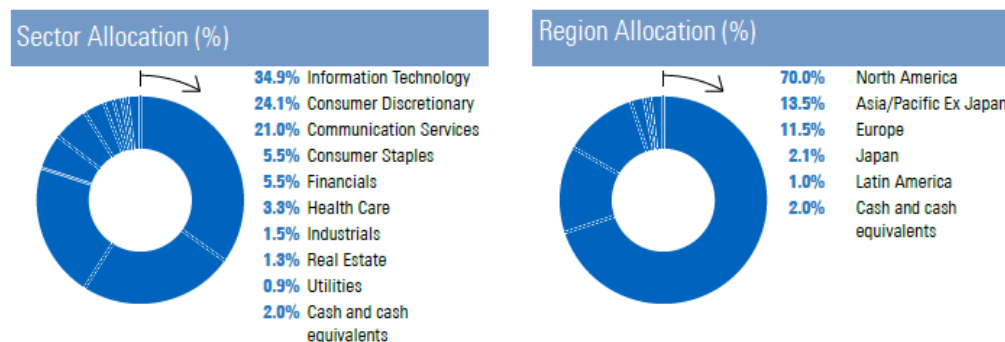 Sector Allocation (%)
34.9% Information Technology
24.1% Consumer Discretionary
21.0% Communication Services
5.5% Consumer Staples
5.5% Financials
3.3% Health Care
1.5% Industrials
1.3% Real Estate
0.9% Utilities
2.0% Cash and cash
equivalents
Region Allocation (%)
70.0% North America
13.5% Asia/Pacific Ex Japan
11.5% Europe
2.1% Japan
1.0% Latin America
2.0% Cash and cash
equivalents